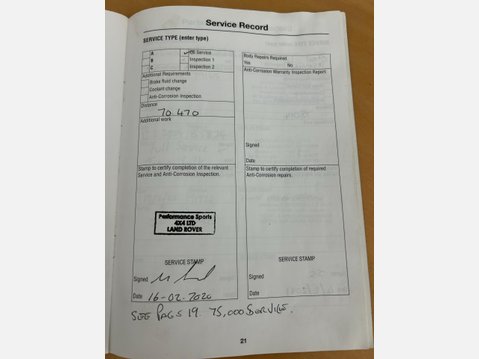 Service Record
SERVICE TYPE (enter type)
A Oil Service
B Inspection 1
C Inspection 2
Additional Requirements
Brake fluid change
Coolant change
Anti-Corrosion Inspection
Distance
70 470
Additional work
Stamp to certify completion of the relevant
Service and Anti-Corrosion Inspection.
Performance Sports
4X4 LTD
LAND ROVER
SERVICE STAMP
Signed
Date 16-02-2020
Body Repairs Required
Yes No
Anti-Corrosion Warranty Inspection Report
Signed
Date
Stamp to certify completion of required
Anti-Corrosion repairs.
SERVICE STAMP
Signed
Date
SEE PAGE 19. 75,000 SERVICE.
21